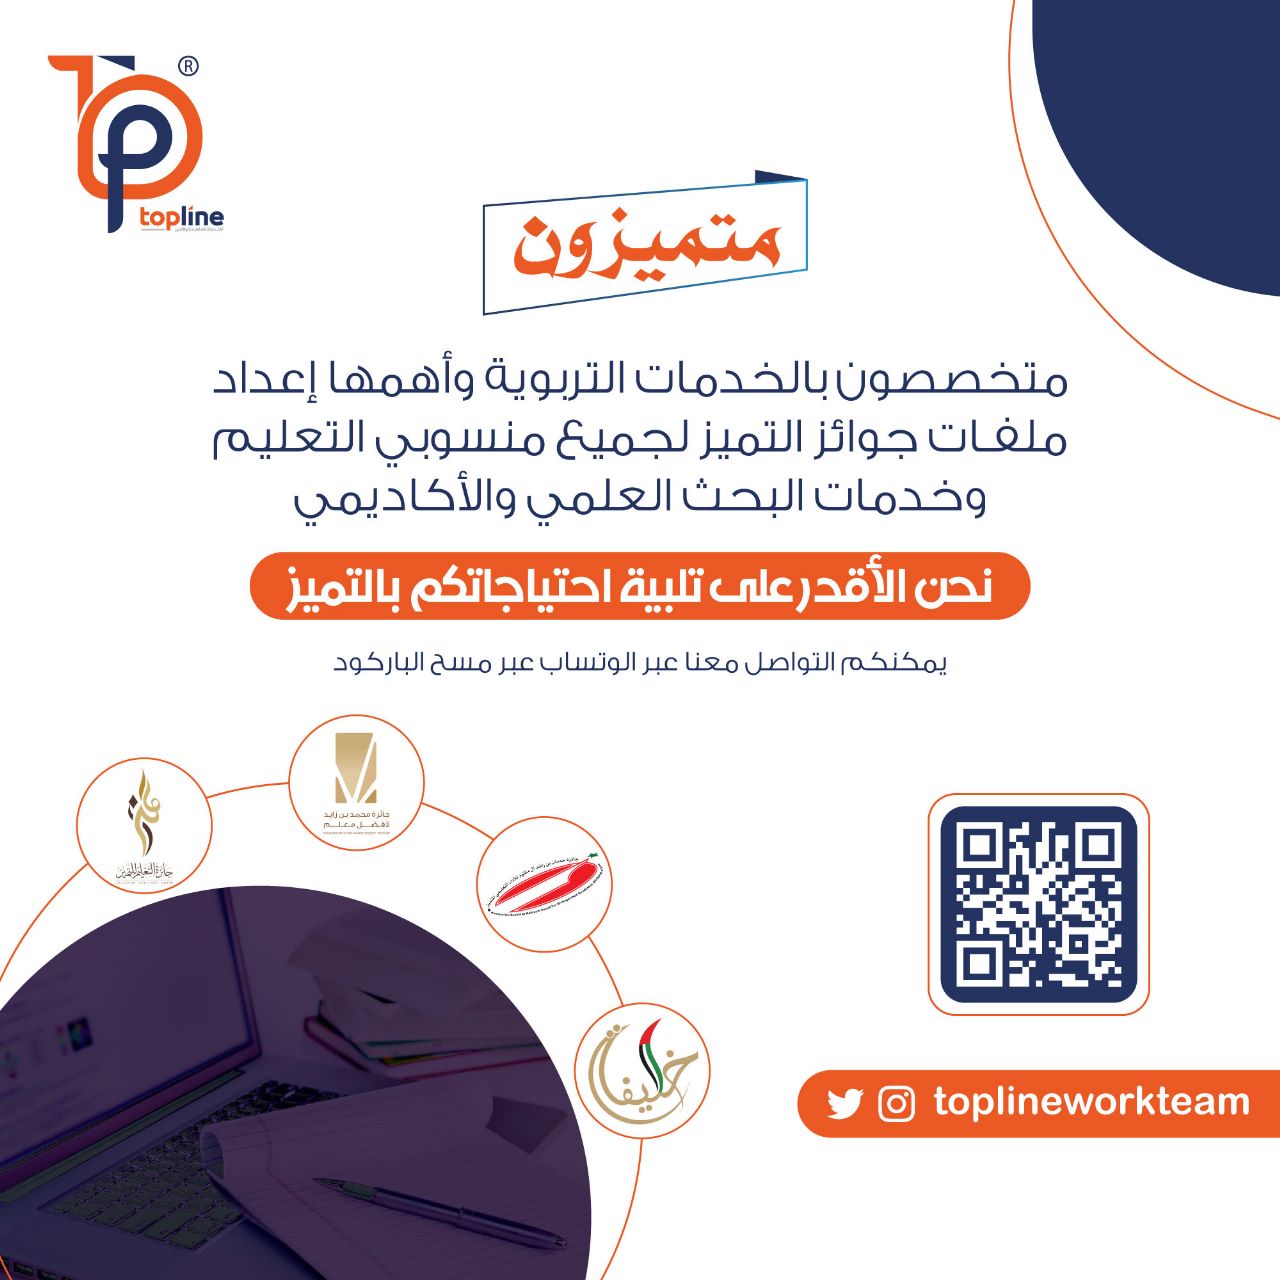 ®
topline
متميزون
متخصصون بالخدمات التربوية وأهمها إعداد
ملفات جوائز التميز لجميع منسوبي التعليم
وخدمات البحث العلمي والأكاديمي
نحن الأقدر على تلبية احتياجاتكم بالتميز
يمكنكم التواصل معنا عبر الوتساب عبر مسح الباركود
جائزة محمد بن زايد
لأفضل معلم
خليفة
toplineworkteam